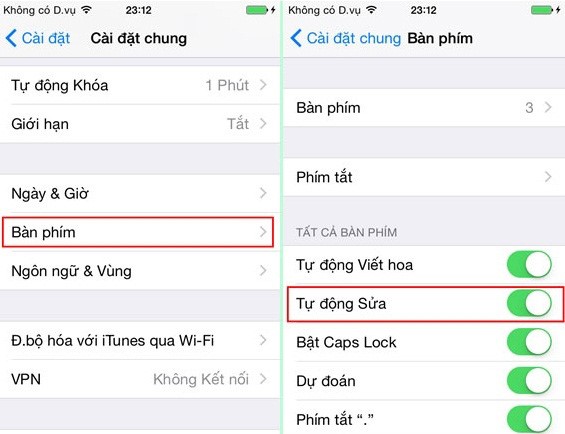 Không có D.vụ 23:12
Cài đặt Cài đặt chung
Tự động Khóa 1 Phút
Giới hạn Tắt
Ngày & Giờ
Bàn phím
Ngôn ngữ & Vùng
Đ.bộ hóa với iTunes qua Wi-Fi
VPN Không Kết nối
Không có D.vụ 23:12
Cài đặt chung Bàn phím
Bàn phím 3
Phím tắt
TẤT CẢ BÀN PHÍM
Tự động Viết hoa
Tự động Sửa
Bật Caps Lock
Dự đoán
Phím tắt “.”